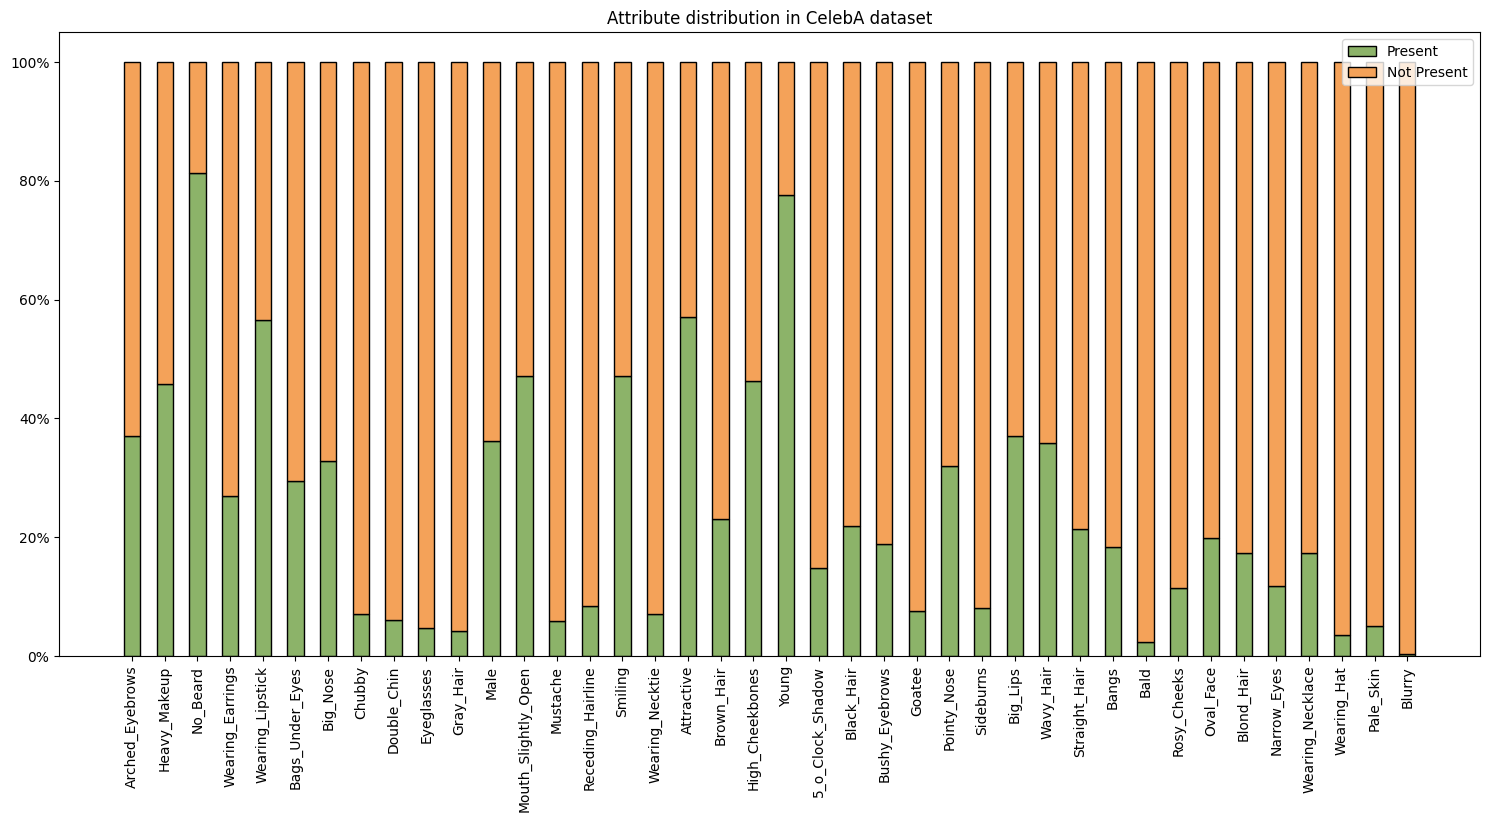 Attribute distribution in CelebA dataset
Present
Not Present
100%
80%
60%
40%
20%
0%
Arched_Eyebrows
Heavy_Makeup
No_Beard
Wearing_Earrings
Wearing_Lipstick
Bags_Under_Eyes
Big_Nose
Chubby
Double_Chin
Eyeglasses
Gray_Hair
Male
Mouth_Slightly_Open
Mustache
Receding_Hairline
Smiling
Wearing_Necktie
Attractive
Brown_Hair
High_Cheekbones
Young
5_o_Clock_Shadow
Black_Hair
Bushy_Eyebrows
Goatee
Pointy_Nose
Sideburns
Big_Lips
Wavy_Hair
Straight_Hair
Bangs
Bald
Rosy_Cheeks
Oval_Face
Blond_Hair
Narrow_Eyes
Wearing_Necklace
Wearing_Hat
Pale_Skin
Blurry